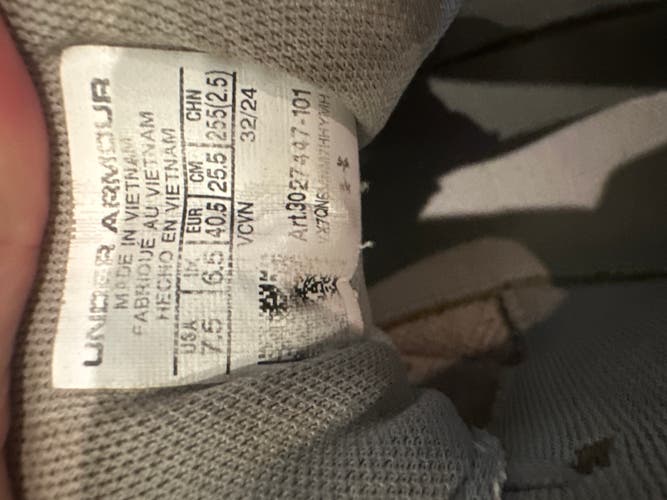 UNDER ARMOUR
MADE IN VIETNAM
FABRIQUÉ AU VIETNAM
HECHO EN VIETNAM
USA UK EUR CM CHN
7.5 6.5 40.5 25.5 255(2.5)
VCVN 32/24
Art.3027447-101